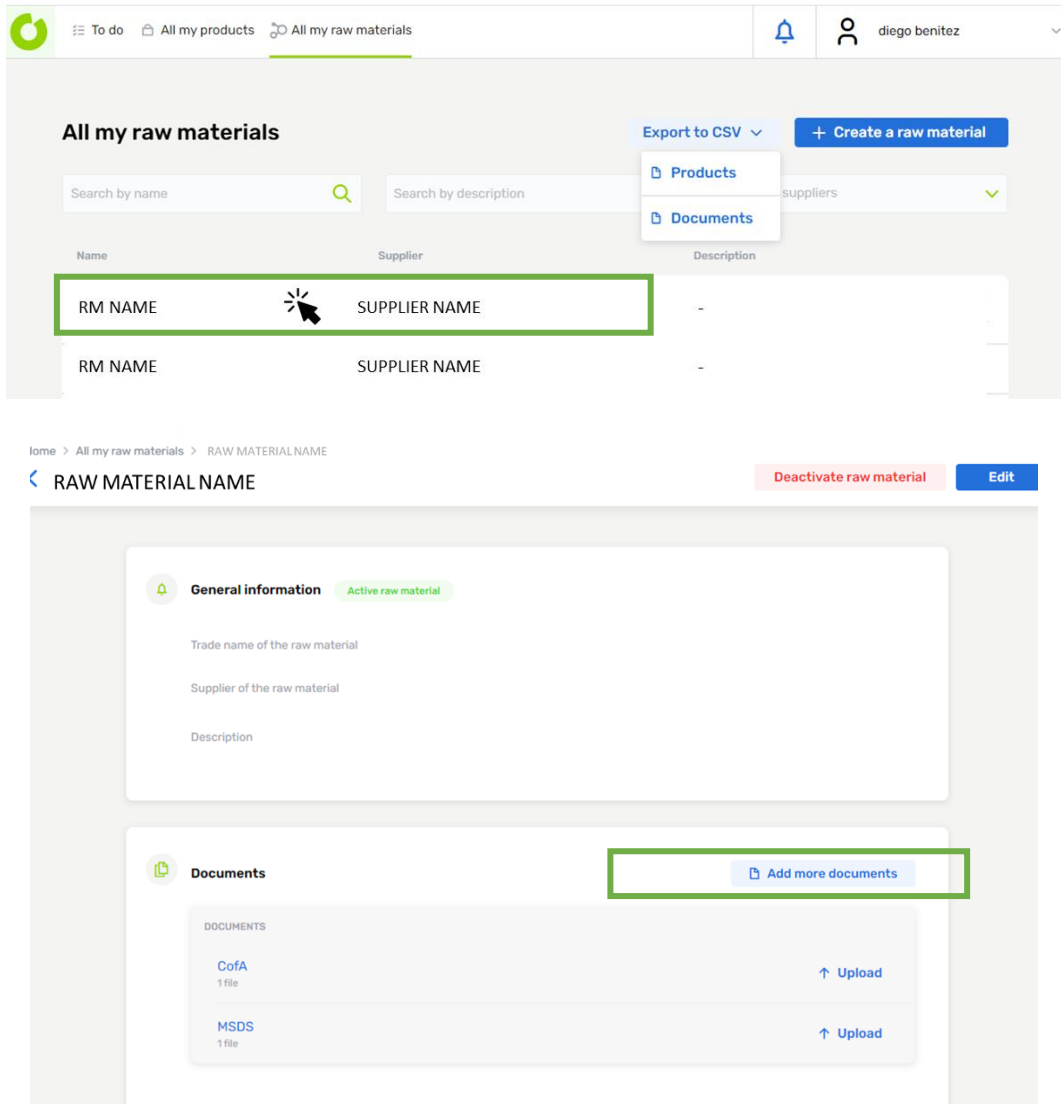 To do All my products All my raw materials diego benitez
All my raw materials Export to CSV + Create a raw material
Products
Search by name Search by description suppliers
Documents
Name Supplier Description
RM NAME SUPPLIER NAME -
RM NAME SUPPLIER NAME -
lome > All my raw materials > RAW MATERIAL NAME
RAW MATERIAL NAME Deactivate raw material Edit
General information Active raw material
Trade name of the raw material
Supplier of the raw material
Description
Documents Add more documents
DOCUMENTS
CofA Upload
1 file
MSDS Upload
1 file